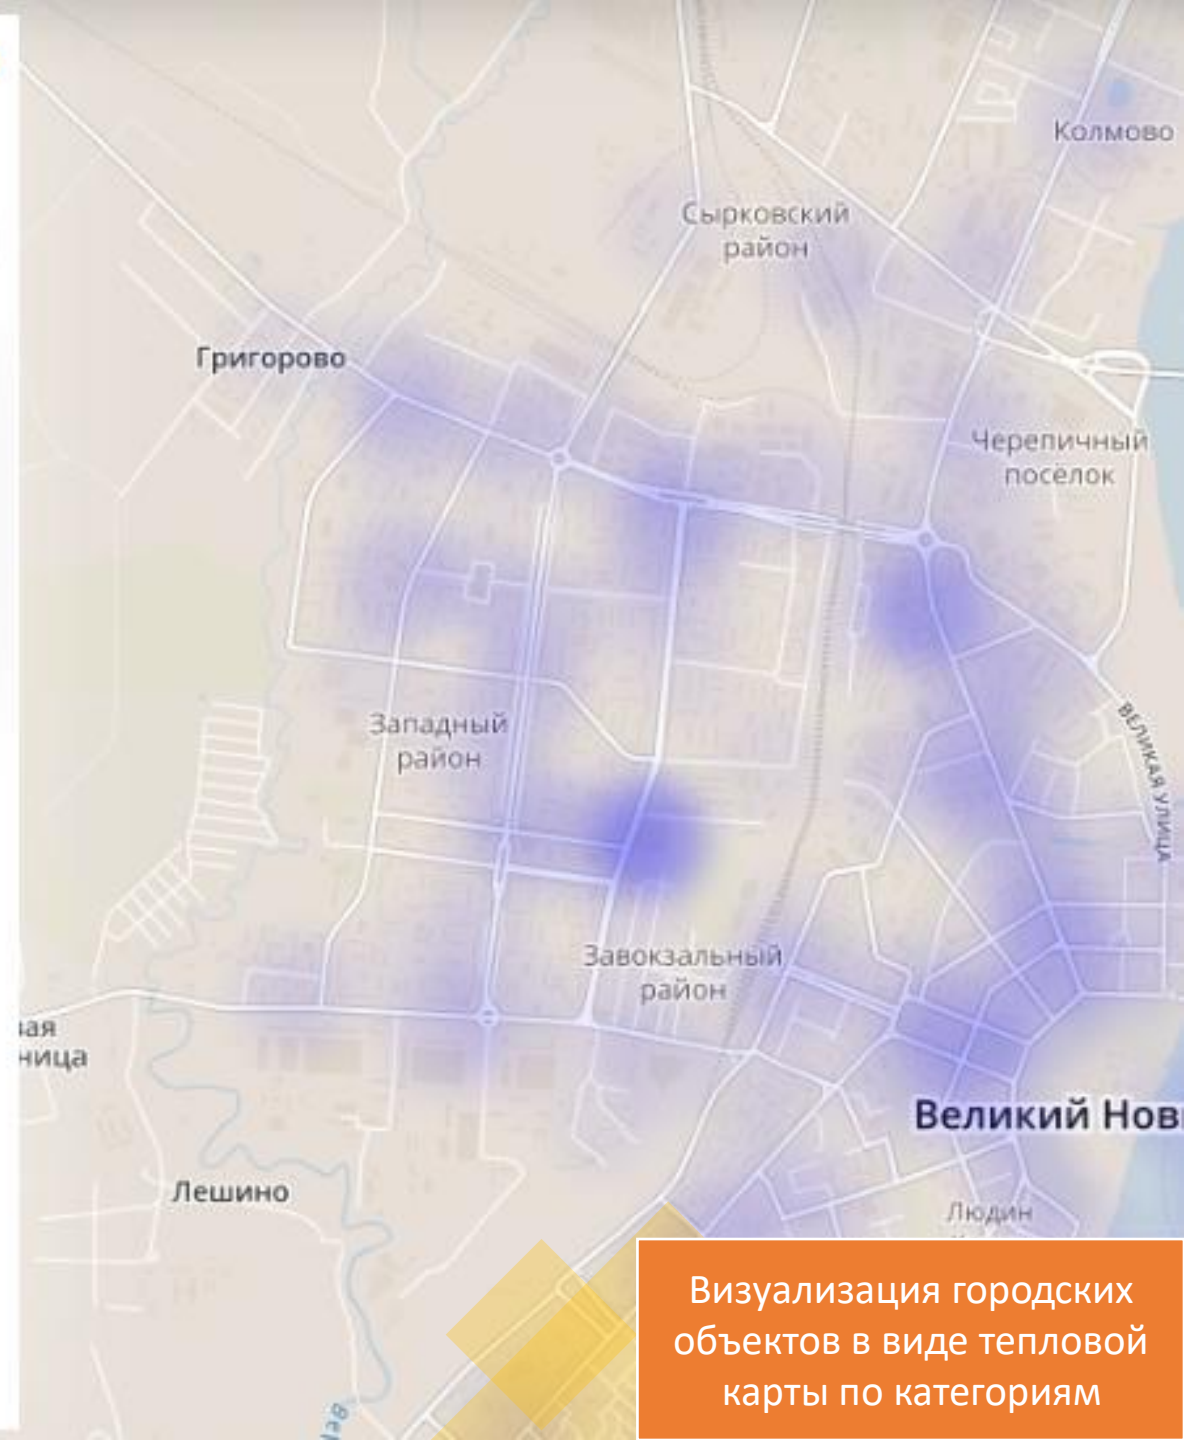 Колмово
Сырковский
район
Григорово
Черепичный
посёлок
ВЕЛИКАЯ УЛИЦА
Западный
район
Завокзальный
район
вая
ница
Великий Нов
Лешино
Людин
Визуализация городских
объектов в виде тепловой
карты по категориям